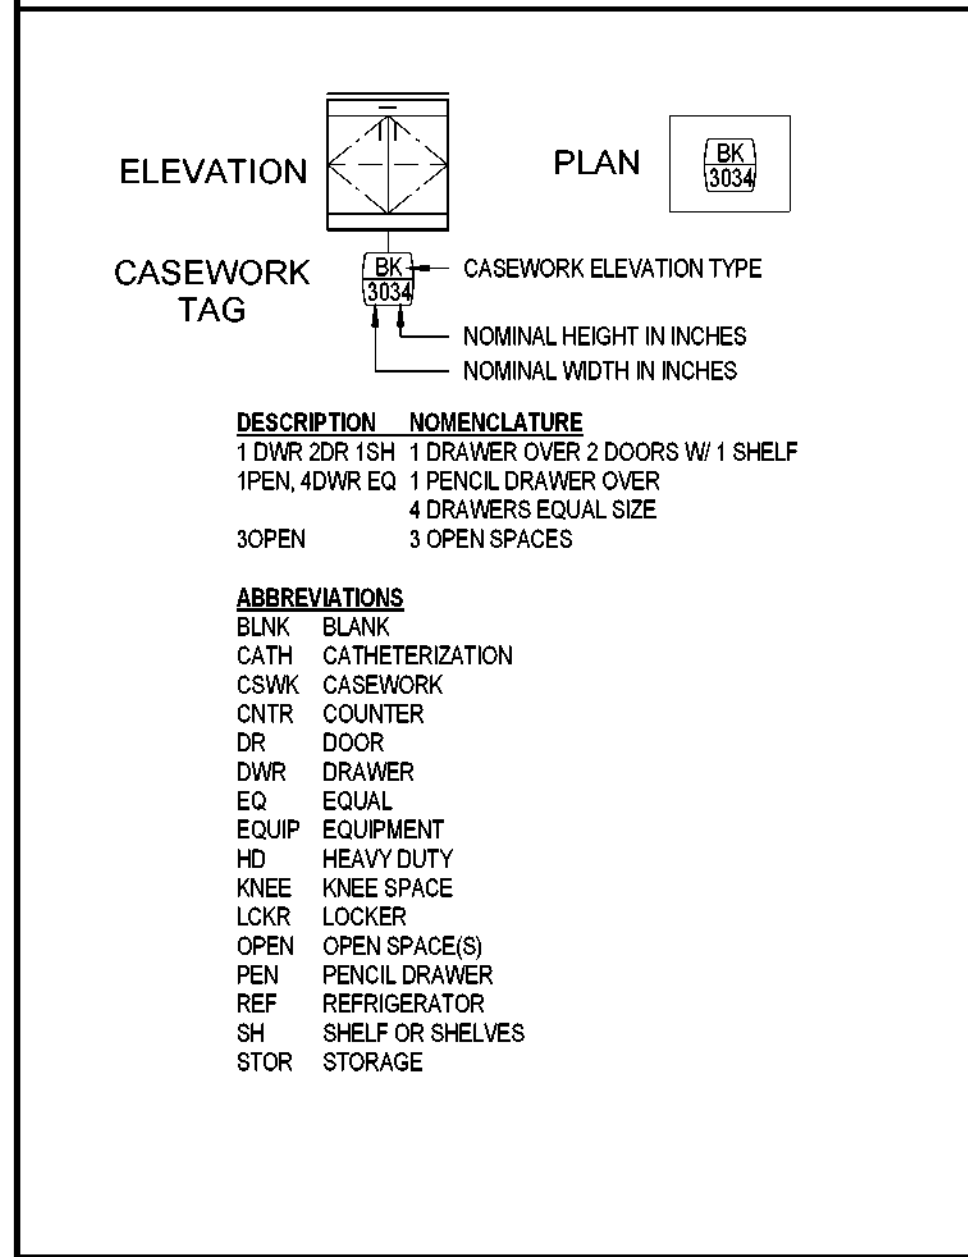 ELEVATION
PLAN
BK
3034
CASEWORK
TAG
BK
3034
CASEWORK ELEVATION TYPE
NOMINAL HEIGHT IN INCHES
NOMINAL WIDTH IN INCHES
DESCRIPTION NOMENCLATURE
1 DWR 2DR 1SH 1 DRAWER OVER 2 DOORS W/ 1 SHELF
1PEN, 4DWR EQ 1 PENCIL DRAWER OVER
4 DRAWERS EQUAL SIZE
3OPEN 3 OPEN SPACES
ABBREVIATIONS
BLNK BLANK
CATH CATHETERIZATION
CSWK CASEWORK
CNTR COUNTER
DR DOOR
DWR DRAWER
EQ EQUAL
EQUIP EQUIPMENT
HD HEAVY DUTY
KNEE KNEE SPACE
LCKR LOCKER
OPEN OPEN SPACE(S)
PEN PENCIL DRAWER
REF REFRIGERATOR
SH SHELF OR SHELVES
STOR STORAGE